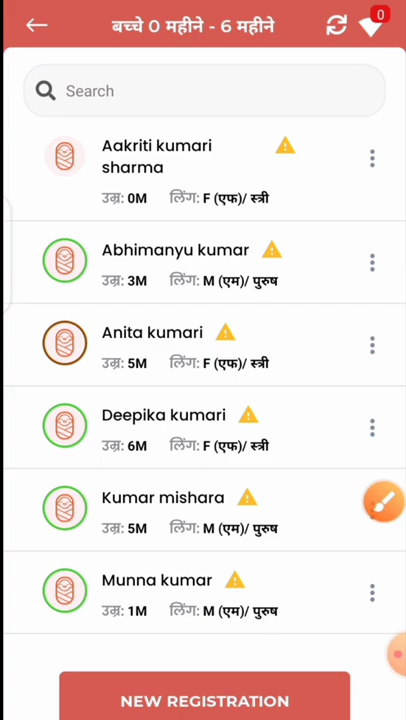 बच्चे 0 महीने - 6 महीने
0
Search
Aakriti kumari
sharma
उम्र: 0M लिंग: F (एफ)/ स्त्री
Abhimanyu kumar
उम्र: 3M लिंग: M (एम)/ पुरुष
Anita kumari
उम्र: 5M लिंग: F (एफ)/ स्त्री
Deepika kumari
उम्र: 6M लिंग: F (एफ)/ स्त्री
Kumar mishara
उम्र: 5M लिंग: M (एम)/ पुरुष
Munna kumar
उम्र: 1M लिंग: M (एम)/ पुरुष
NEW REGISTRATION